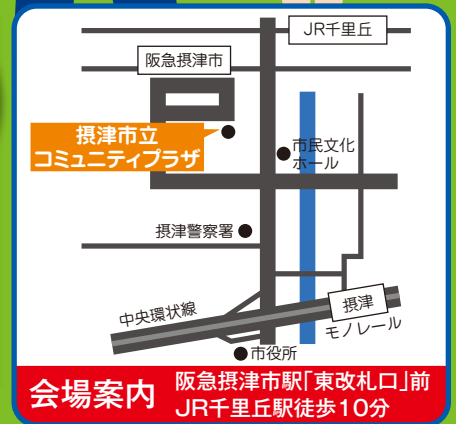 JR千里丘
阪急摂津市
摂津市立
コミュニティプラザ
市民文化
ホール
摂津警察署
中央環状線
摂津
モノレール
市役所
会場案内
阪急摂津市駅「東改札口」前
JR千里丘駅徒歩10分